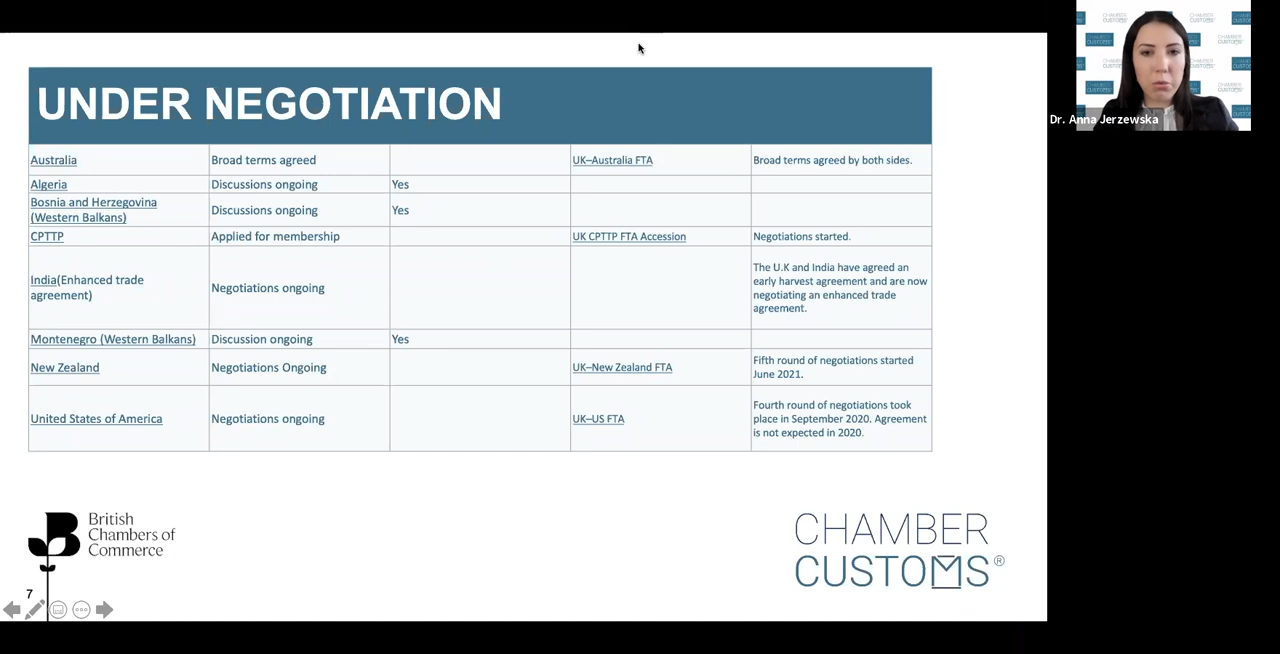 UNDER NEGOTIATION
Australia
Broad terms agreed
UK–Australia FTA
Broad terms agreed by both sides.
Algeria
Discussions ongoing
Yes
Bosnia and Herzegovina
(Western Balkans)
Discussions ongoing
Yes
CPTTP
Applied for membership
UK CPTTP FTA Accession
Negotiations started.
India(Enhanced trade
agreement)
Negotiations ongoing
The U.K and India have agreed an
early harvest agreement and are now
negotiating an enhanced trade
agreement.
Montenegro (Western Balkans)
Discussion ongoing
Yes
New Zealand
Negotiations Ongoing
UK–New Zealand FTA
Fifth round of negotiations started
June 2021.
United States of America
Negotiations ongoing
UK–US FTA
Fourth round of negotiations took
place in September 2020. Agreement
is not expected in 2020.
British
Chambers of
Commerce
CHAMBER
CUSTOMS®
7
Dr. Anna Jerzewska